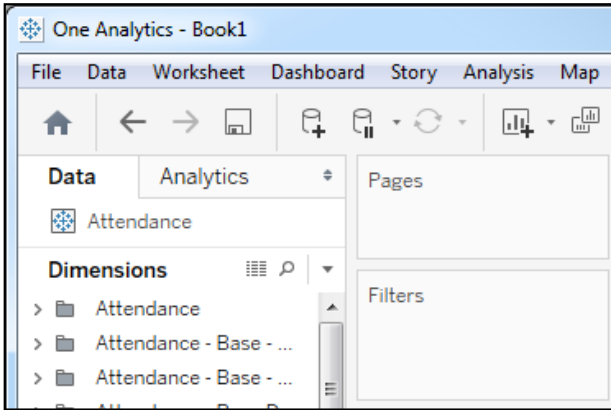 One Analytics - Book1
File Data Worksheet Dashboard Story Analysis Map
Data Analytics
Pages
Attendance
Dimensions
Filters
Attendance
Attendance - Base - ...
Attendance - Base - ...